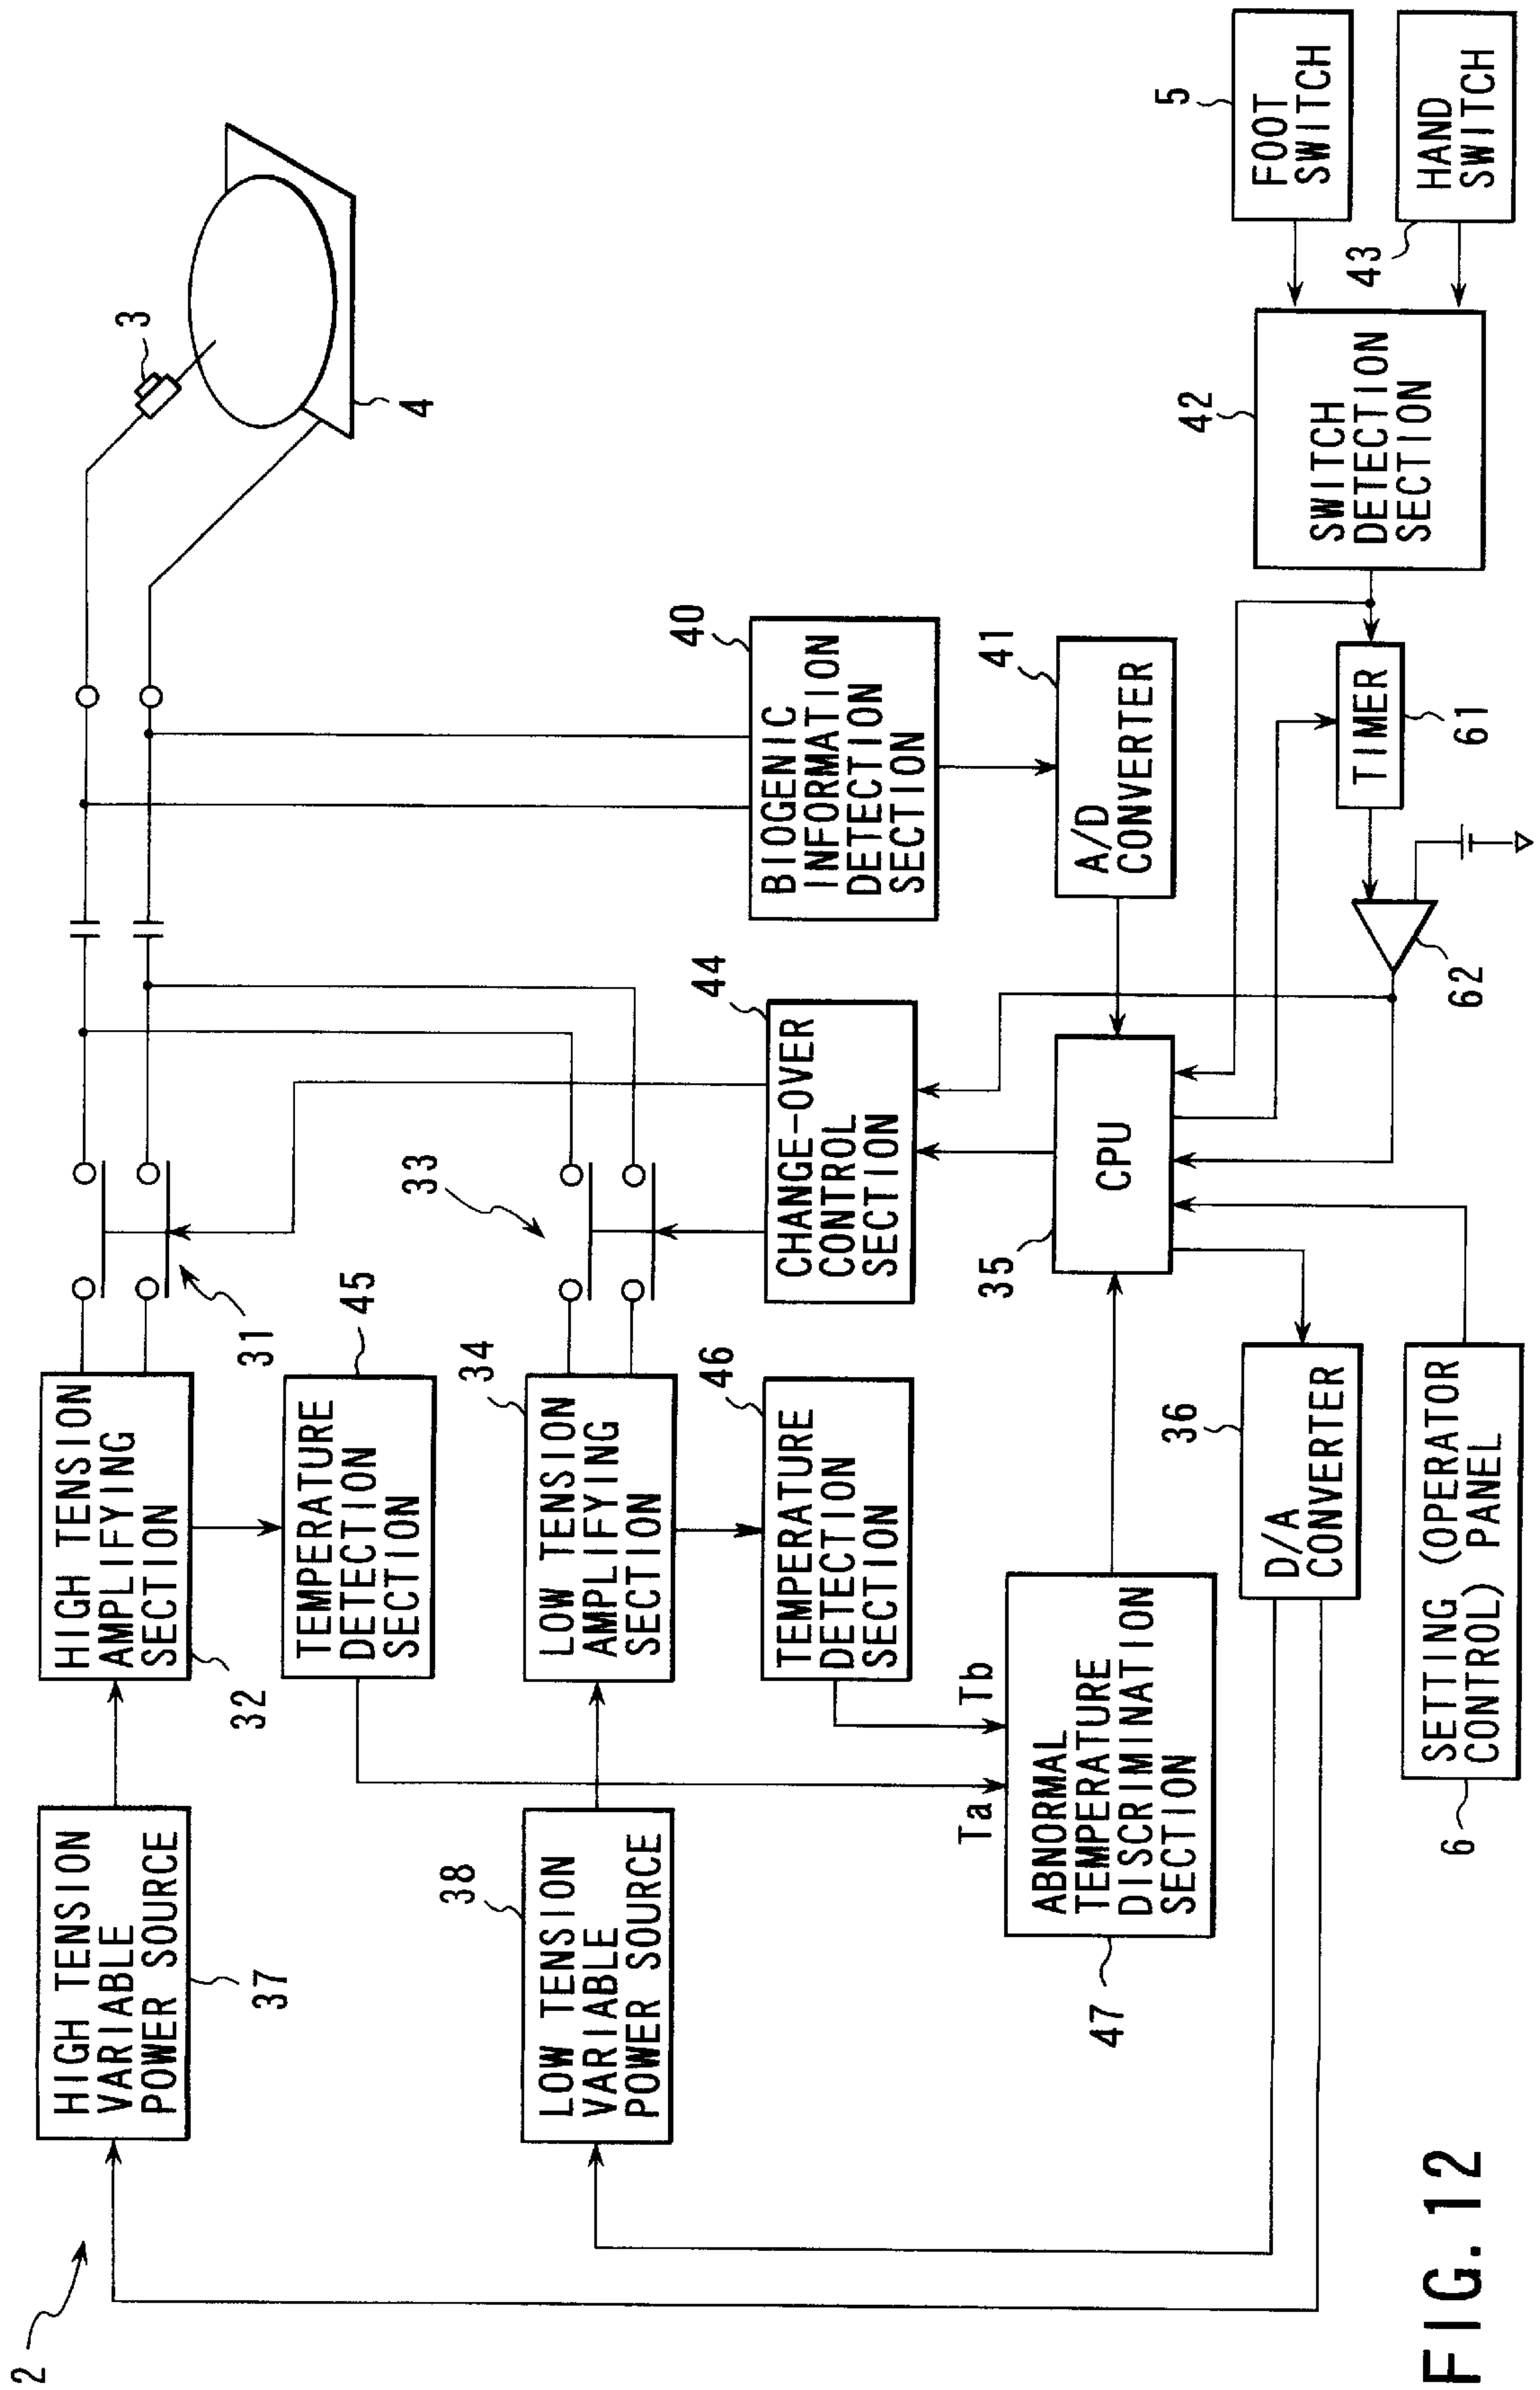 2
HIGH TENSION
VARIABLE
POWER SOURCE
37
HIGH TENSION
AMPLIFYING
SECTION
32
31
3
4
TEMPERATURE
DETECTION
SECTION
45
38
LOW TENSION
VARIABLE
POWER SOURCE
34
LOW TENSION
AMPLIFYING
SECTION
33
46
TEMPERATURE
DETECTION
SECTION
44
CHANGE-OVER
CONTROL
SECTION
40
BIOGENIC
INFORMATION
DETECTION
SECTION
Ta
Tb
ABNORMAL
TEMPERATURE
DISCRIMINATION
SECTION
47
35
CPU
41
A/D
CONVERTER
36
D/A
CONVERTER
42
SWITCH
DETECTION
SECTION
5
FOOT
SWITCH
43
HAND
SWITCH
TIMER
61
62
6
SETTING (OPERATOR
CONTROL) PANEL
FIG.12